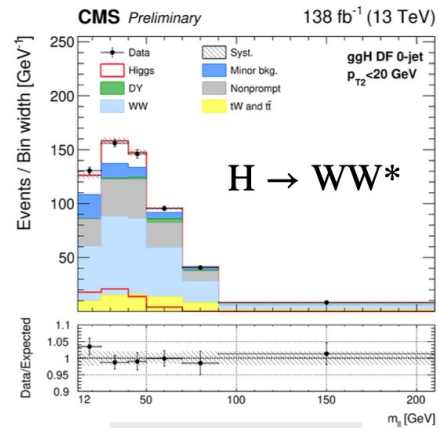 CMS Preliminary 138 fb⁻¹ (13 TeV)
Events / Bin width [GeV⁻¹]
250
200
150
100
50
Data
Higgs
DY
WW
Syst.
Minor bkg.
Nonprompt
tW and tt̄
ggH DF 0-jet
p_T2<20 GeV
H → WW*
Data/Expected
1.1
1.05
1
0.95
0.9
12 50 100 150 200
m_ll [GeV]